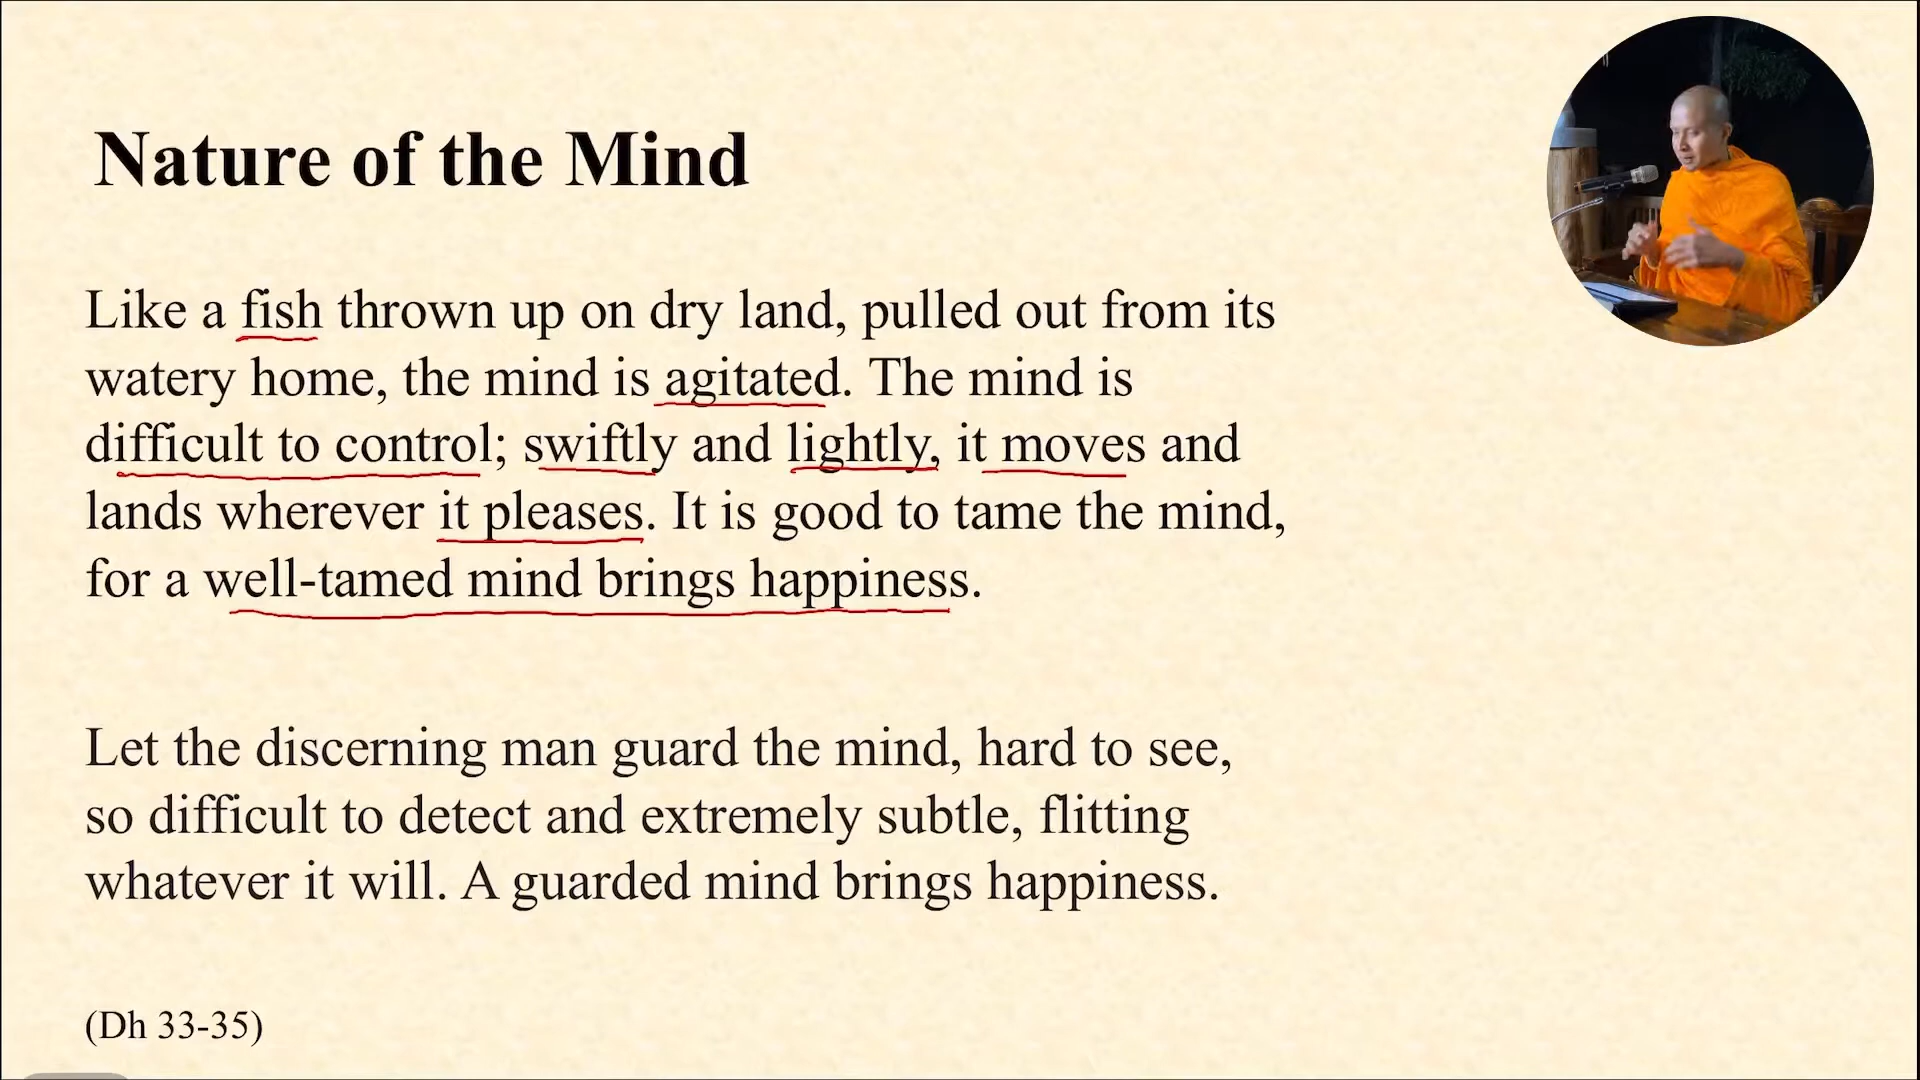 Nature of the Mind
Like a fish thrown up on dry land, pulled out from its
watery home, the mind is agitated. The mind is
difficult to control; swiftly and lightly, it moves and
lands wherever it pleases. It is good to tame the mind,
for a well-tamed mind brings happiness.
Let the discerning man guard the mind, hard to see,
so difficult to detect and extremely subtle, flitting
whatever it will. A guarded mind brings happiness.
(Dh 33-35)